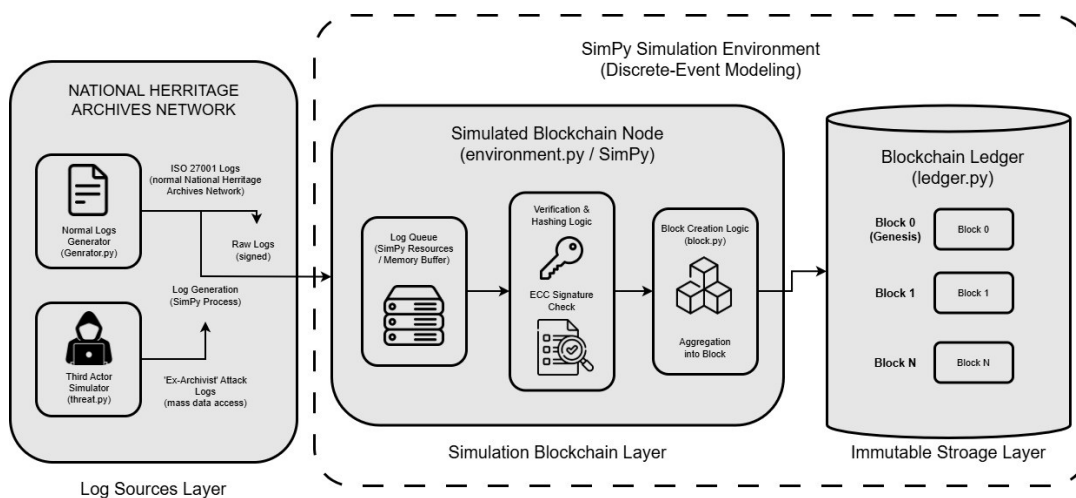 NATIONAL HERRITAGE
ARCHIVES NETWORK
Normal Logs
Generator
(Genrator.py)
ISO 27001 Logs
(normal National Herritage
Archives Network)
Raw Logs
(signed)
Log Generation
(SimPy Process)
Third Actor
Simulator
(threat.py)
'Ex-Archivist' Attack
Logs
(mass data access)
Log Sources Layer
SimPy Simulation Environment
(Discrete-Event Modeling)
Simulated Blockchain Node
(environment.py / SimPy)
Log Queue
(SimPy Resources
/ Memory Buffer)
Verification &
Hashing Logic
ECC Signature
Check
Block Creation Logic
(block.py)
Aggregation
into Block
Simulation Blockchain Layer
Blockchain Ledger
(ledger.py)
Block 0
(Genesis)
Block 0
Block 1
Block 1
Block N
Block N
Immutable Stroage Layer